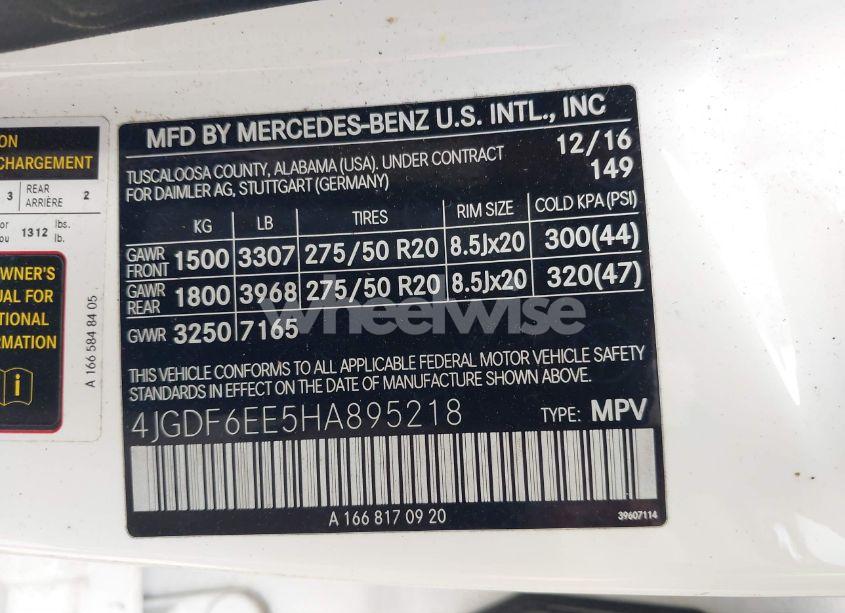 ON
CHARGEMENT
3 REAR ARRIÈRE 2
or ou 1312 lbs. lb.
OWNER'S
UAL FOR
TIONAL
ORMATION
A 166 584 84 05
MFD BY MERCEDES-BENZ U.S. INTL., INC
TUSCALOOSA COUNTY, ALABAMA (USA). UNDER CONTRACT
FOR DAIMLER AG, STUTTGART (GERMANY)
12/16
149
KG LB TIRES RIM SIZE COLD KPA (PSI)
GAWR FRONT 1500 3307 275/50 R20 8.5Jx20 300(44)
GAWR REAR 1800 3968 275/50 R20 8.5Jx20 320(47)
GVWR 3250 7165
wheelwise
THIS VEHICLE CONFORMS TO ALL APPLICABLE FEDERAL MOTOR VEHICLE SAFETY
STANDARDS IN EFFECT ON THE DATE OF MANUFACTURE SHOWN ABOVE.
4JGDF6EE5HA895218 TYPE: MPV
A 166 817 09 20
39607114